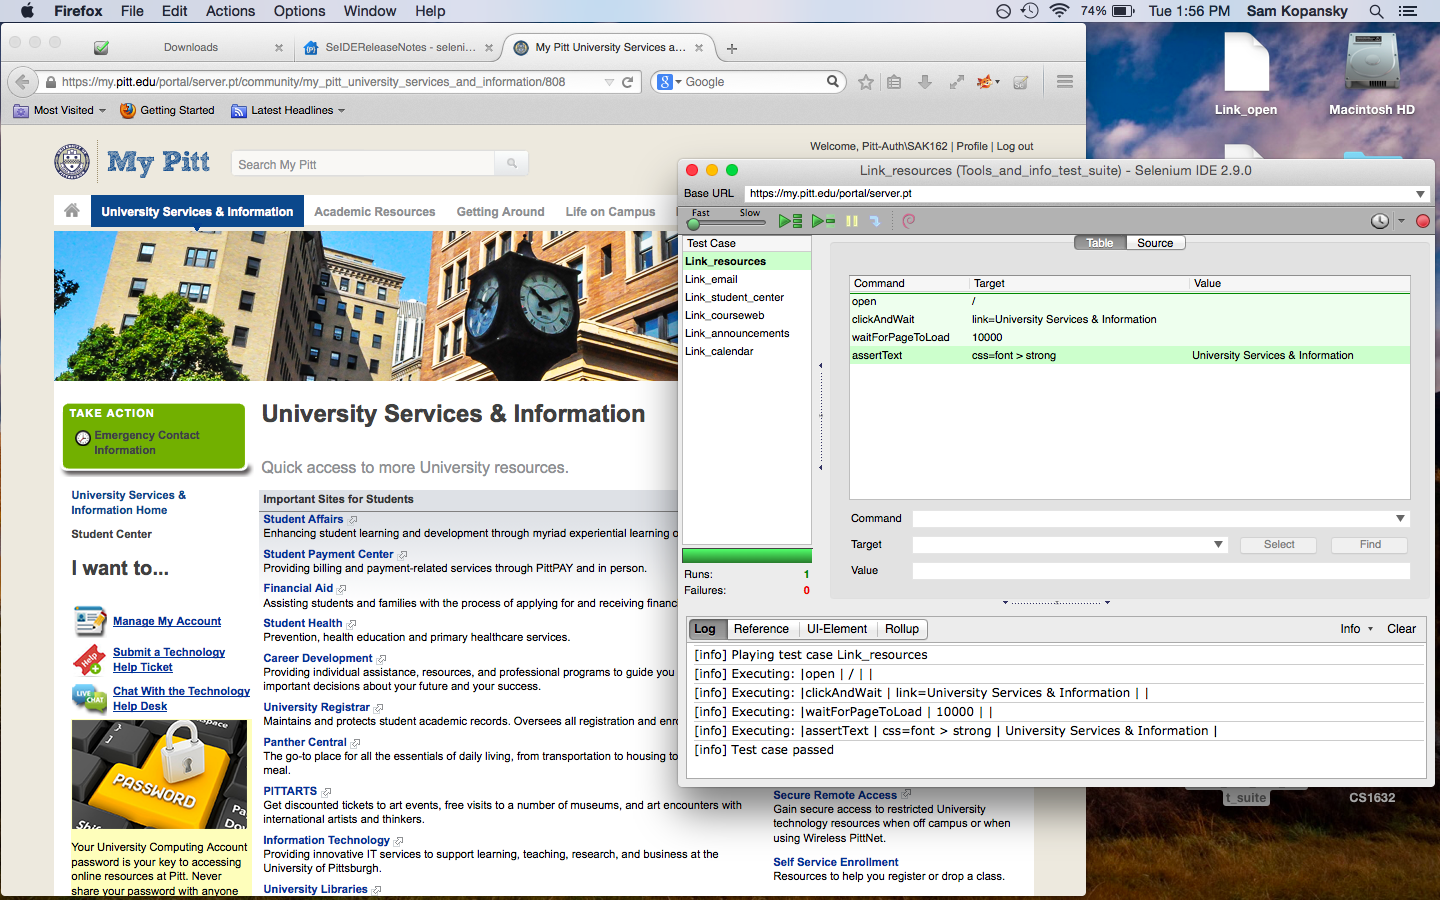 Firefox File Edit Actions Options Window Help 74% Tue 1:56 PM Sam Kopansky
Downloads
SeIDEReleaseNotes - seleni...
My Pitt University Services a...
https://my.pitt.edu/portal/server.pt/community/my_pitt_university_services_and_information/808
Google
Most Visited Getting Started Latest Headlines
Link_open
Macintosh HD
My Pitt
Search My Pitt
Welcome, Pitt-Auth\SAK162 | Profile | Log out
University Services & Information Academic Resources Getting Around Life on Campus
TAKE ACTION
Emergency Contact
Information
University Services &
Information Home
Student Center
I want to...
Manage My Account
Submit a Technology
Help Ticket
LIVE CHAT
Chat With the Technology
Help Desk
PASSWORD
Your University Computing Account
password is your key to accessing
online resources at Pitt. Never
share your password with anyone
University Services & Information
Quick access to more University resources.
Important Sites for Students
Student Affairs
Enhancing student learning and development through myriad experiential learning
Student Payment Center
Providing billing and payment-related services through PittPAY and in person.
Financial Aid
Assisting students and families with the process of applying for and receiving
Student Health
Prevention, health education and primary healthcare services.
Career Development
Providing individual assistance, resources, and professional programs to guide you
important decisions about your future and your success.
University Registrar
Maintains and protects student academic records. Oversees all registration and
Panther Central
The go-to place for all the essentials of daily living, from transportation to housing to
meal.
PITTARTS
Get discounted tickets to art events, free visits to a number of museums, and art encounters with
international artists and thinkers.
Information Technology
Providing innovative IT services to support learning, teaching, research, and business at the
University of Pittsburgh.
University Libraries
Secure Remote Access
Gain secure access to restricted University
technology resources when off campus or when
using Wireless PittNet.
Self Service Enrollment
Resources to help you register or drop a class.
Link_resources (Tools_and_info_test_suite) - Selenium IDE 2.9.0
Base URL https://my.pitt.edu/portal/server.pt
Fast Slow
Test Case
Link_resources
Link_email
Link_student_center
Link_courseweb
Link_announcements
Link_calendar
Runs: 1
Failures: 0
Table Source
Command Target Value
open /
clickAndWait link=University Services & Information
waitForPageToLoad 10000
assertText css=font > strong University Services & Information
Command
Target Select Find
Value
Log Reference UI-Element Rollup Info Clear
[info] Playing test case Link_resources
[info] Executing: |open | / | |
[info] Executing: |clickAndWait | link=University Services & Information | |
[info] Executing: |waitForPageToLoad | 10000 | |
[info] Executing: |assertText | css=font > strong | University Services & Information |
[info] Test case passed
t_suite
CS1632